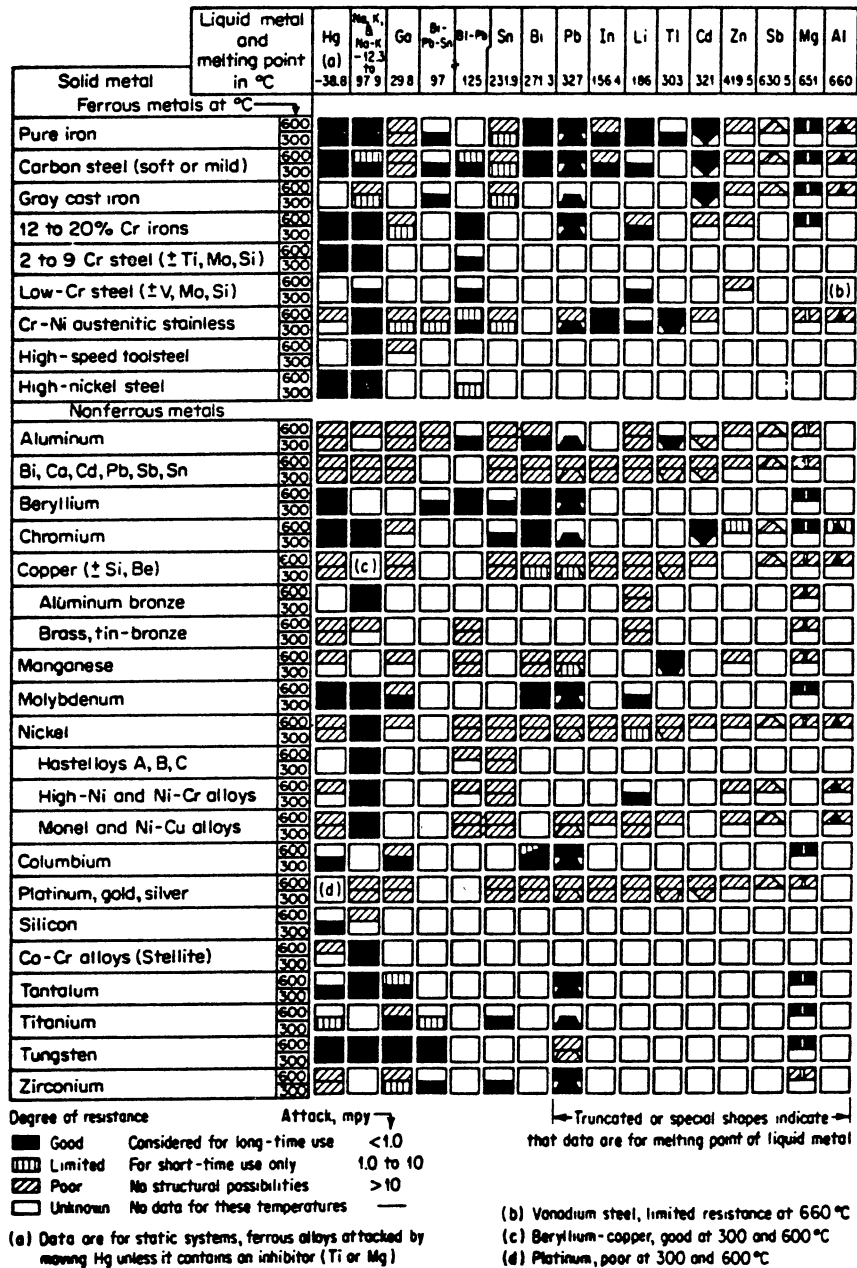 Liquid metal and melting point in °C
Hg (a) -38.8
Na, K, & Na-K -12.3 to 97.9
Ga 29.8
Bi-Pb-Sn 97
Bi-Pb 125
Sn 231.9
Bi 271.3
Pb 327
In 156.4
Li 186
Tl 303
Cd 321
Zn 419.5
Sb 630.5
Mg 651
Al 660
Solid metal
Ferrous metals at °C
Pure iron 600 300
Carbon steel (soft or mild) 600 300
Gray cast iron 600 300
12 to 20% Cr irons 600 300
2 to 9 Cr steel (± Ti, Mo, Si) 600 300
Low-Cr steel (± V, Mo, Si) 600 300 (b)
Cr-Ni austenitic stainless 600 300
High-speed toolsteel 600 300
High-nickel steel 600 300
Nonferrous metals
Aluminum 600 300
Bi, Ca, Cd, Pb, Sb, Sn 600 300
Beryllium 600 300
Chromium 600 300
Copper (± Si, Be) 600 300 (c)
Aluminum bronze 600 300
Brass, tin-bronze 600 300
Manganese 600 300
Molybdenum 600 300
Nickel 600 300
Hastelloys A, B, C 600 300
High-Ni and Ni-Cr alloys 600 300
Monel and Ni-Cu alloys 600 300
Columbium 600 300
Platinum, gold, silver 600 300 (d)
Silicon 600 300
Co-Cr alloys (Stellite) 600 300
Tantalum 600 300
Titanium 600 300
Tungsten 600 300
Zirconium 600 300
Degree of resistance Attack, mpy
Good Considered for long-time use <1.0
Limited For short-time use only 1.0 to 10
Poor No structural possibilities >10
Unknown No data for these temperatures —
(a) Data are for static systems, ferrous alloys attacked by
moving Hg unless it contains an inhibitor (Ti or Mg)
Truncated or special shapes indicate
that data are for melting point of liquid metal
(b) Vanadium steel, limited resistance at 660°C
(c) Beryllium-copper, good at 300 and 600°C
(d) Platinum, poor at 300 and 600°C